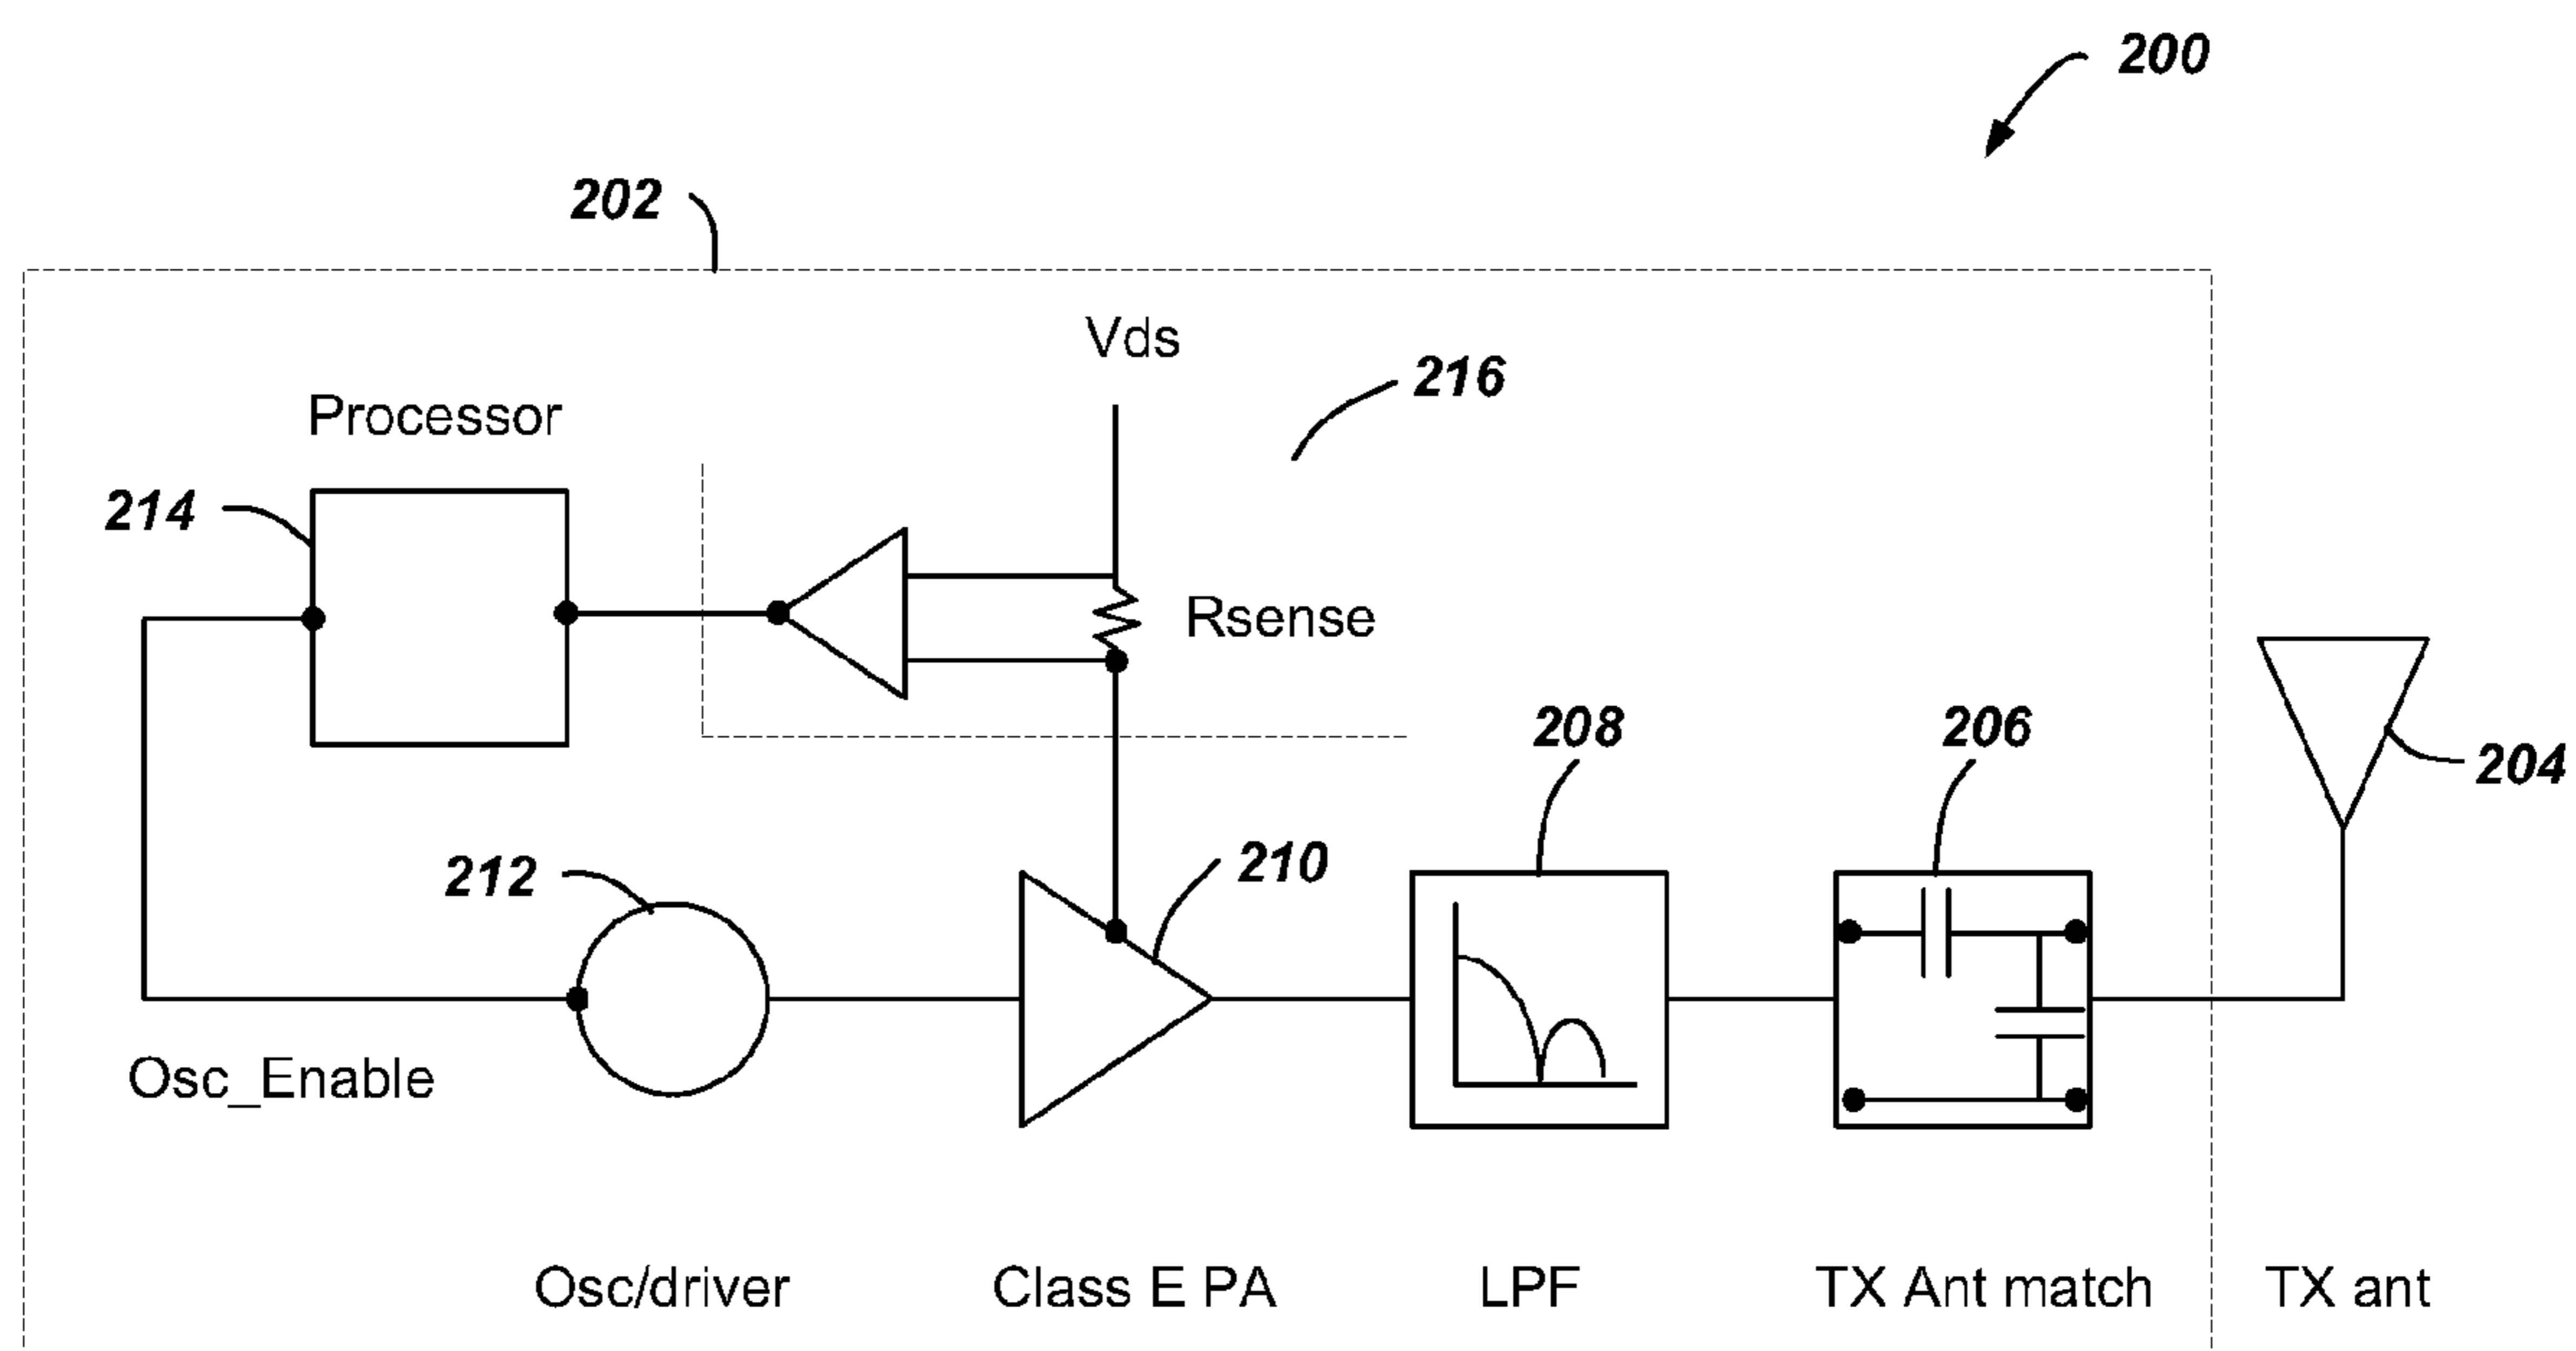 200
202
Vds
216
Processor
214
Rsense
208
206
204
212
210
Osc_Enable
Osc/driver
Class E PA
LPF
TX Ant match
TX ant